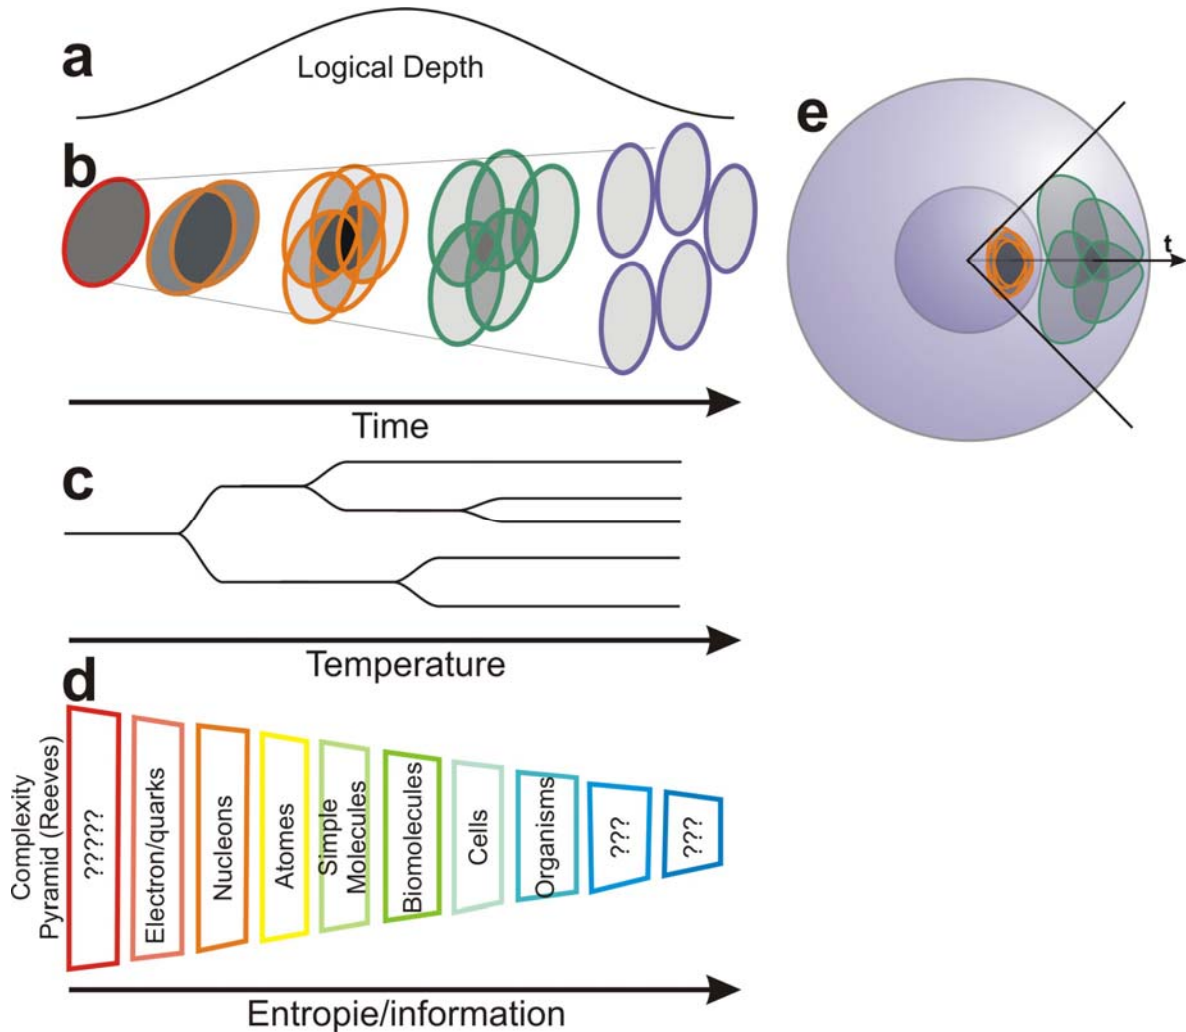 a
Logical Depth
b
Time
c
Temperature
d
Complexity
Pyramid (Reeves)
?????
Electron/quarks
Nucleons
Atomes
Simple
Molecules
Biomolecules
Cells
Organisms
???
???
Entropie/information
e
t